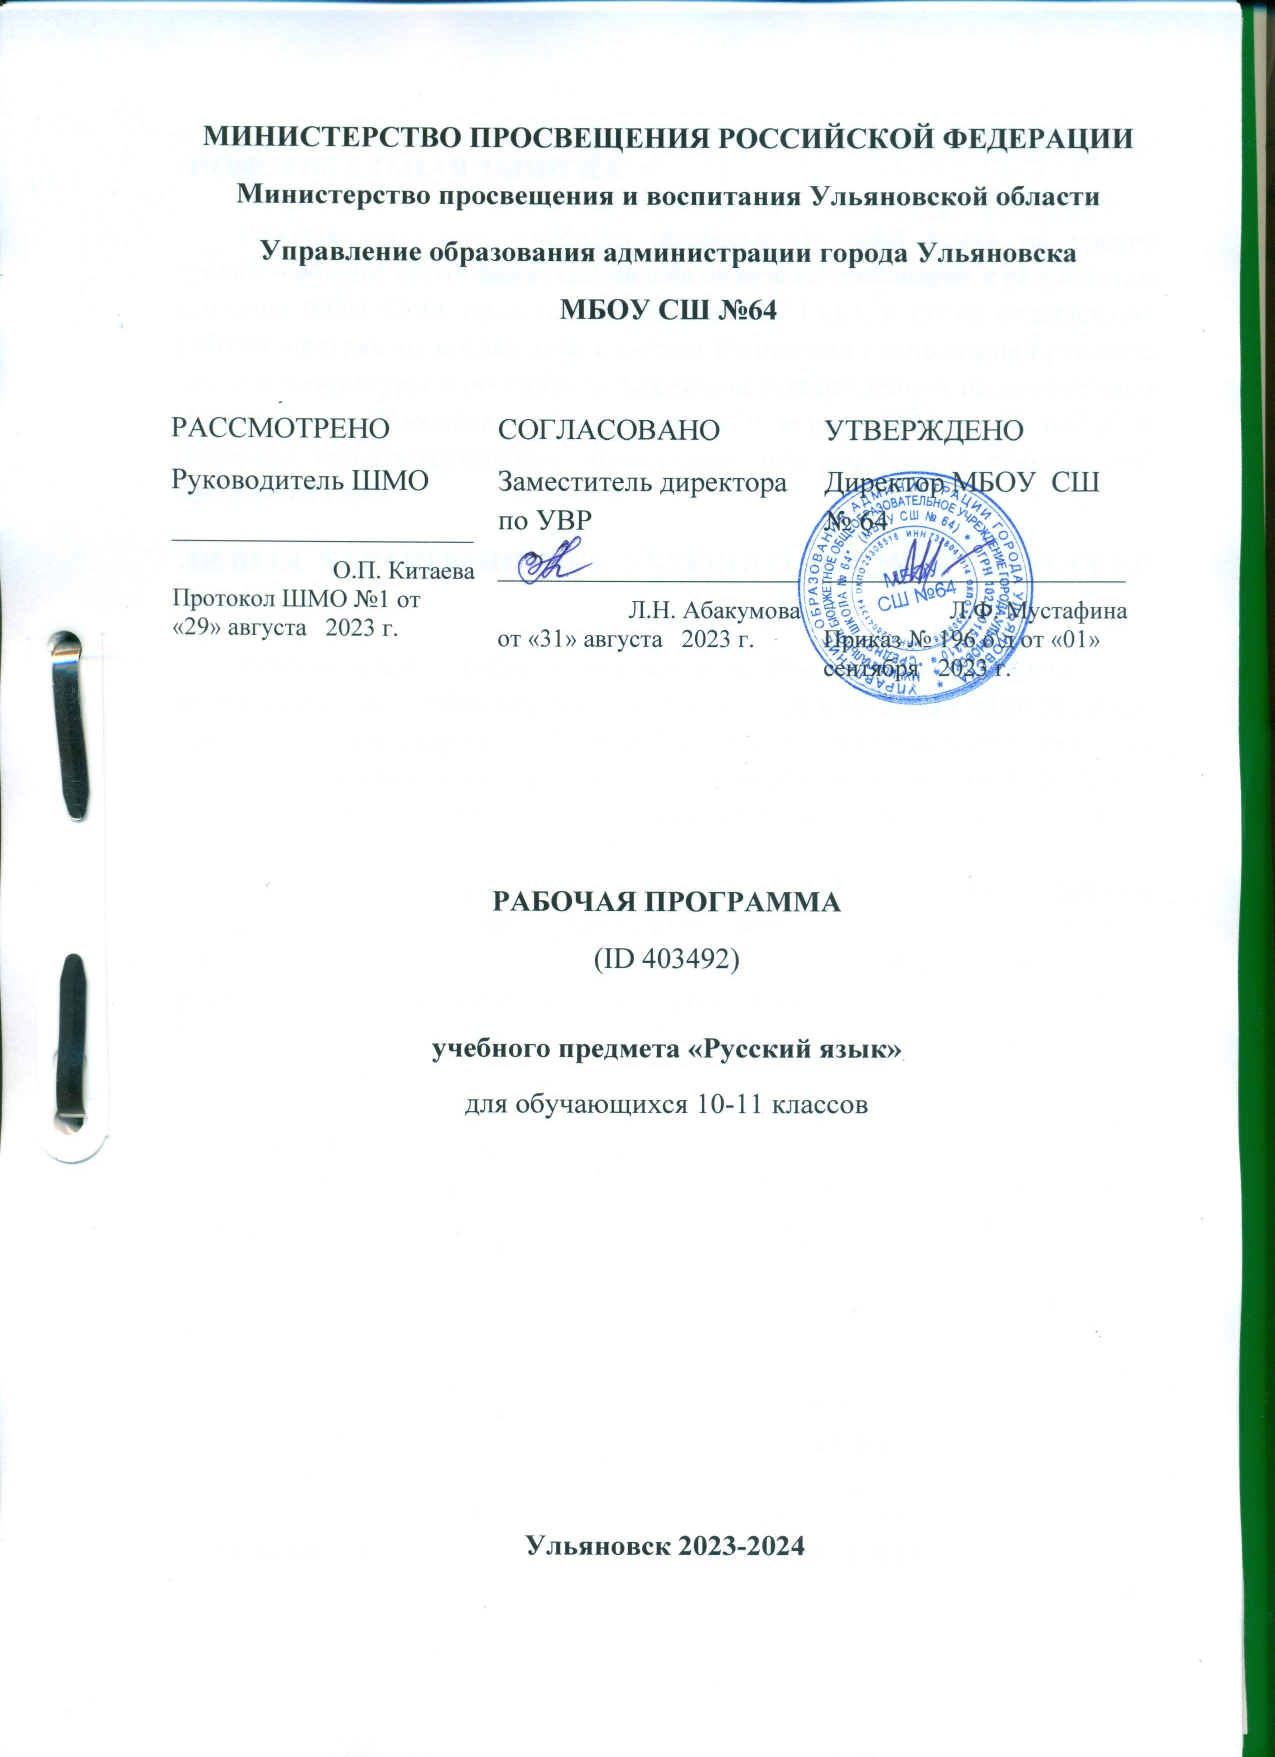 МИНИСТЕРСТВО ПРОСВЕЩЕНИЯ РОССИЙСКОЙ ФЕДЕРАЦИИ
Министерство просвещения и воспитания Ульяновской области
Управление образования администрации города Ульяновска
МБОУ СШ №64
РАССМОТРЕНО
Руководитель ШМО
О.П. Китаева
Протокол ШМО №1 от
«29» августа 2023 г.
СОГЛАСОВАНО
Заместитель директора
по УВР
Л.Н. Абакумова
от «31» августа 2023 г.
УТВЕРЖДЕНО
Директор МБОУ СШ
№ 64
Л.Ф. Мустафина
Приказ № 196 о.д от «01»
сентября 2023 г.
МБОУ
СШ №64
РАБОЧАЯ ПРОГРАММА
(ID 403492)
учебного предмета «Русский язык»
для обучающихся 10-11 классов
Ульяновск 2023-2024